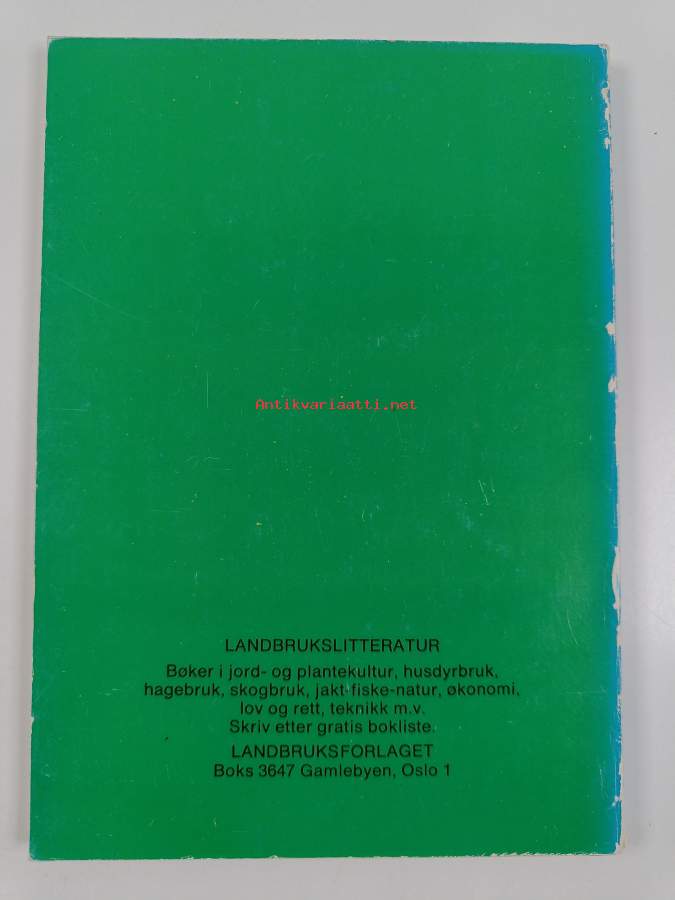 Antikvariaatti.net
LANDBRUKSLITTERATUR
Bøker i jord- og plantekultur, husdyrbruk,
hagebruk, skogbruk, jakt-fiske-natur, økonomi,
lov og rett, teknikk m.v.
Skriv etter gratis bokliste.
LANDBRUKSFORLAGET
Boks 3647 Gamlebyen, Oslo 1